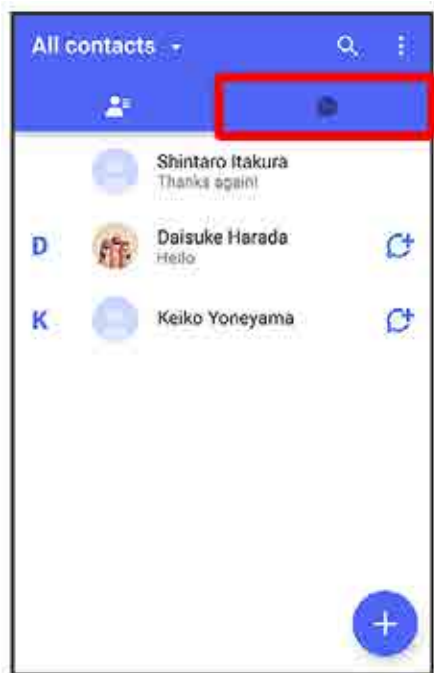 All contacts
Shintaro Itakura
Thanks again!
D
Daisuke Harada
Hello
K
Keiko Yoneyama